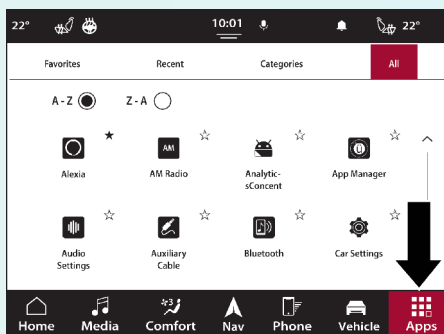 22° 10:01 22°
Favorites Recent Categories All
A - Z Z - A
Alexia AM Radio Analytic- App Manager
sConcent
AM
Audio Auxiliary Bluetooth Car Settings
Settings Cable
+3
Home Media Comfort Nav Phone Vehicle Apps